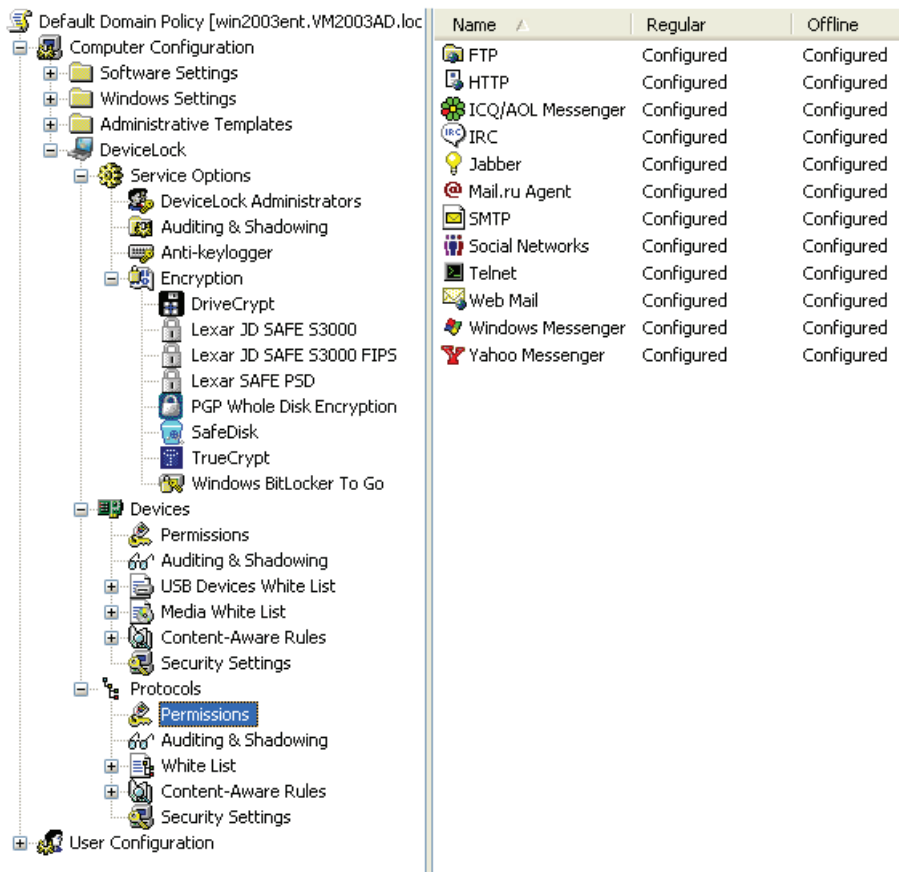 Default Domain Policy [win2003ent.VM2003AD.loc
Computer Configuration
Software Settings
Windows Settings
Administrative Templates
DeviceLock
Service Options
DeviceLock Administrators
Auditing & Shadowing
Anti-keylogger
Encryption
DriveCrypt
Lexar JD SAFE S3000
Lexar JD SAFE S3000 FIPS
Lexar SAFE PSD
PGP Whole Disk Encryption
SafeDisk
TrueCrypt
Windows BitLocker To Go
Devices
Permissions
Auditing & Shadowing
USB Devices White List
Media White List
Content-Aware Rules
Security Settings
Protocols
Permissions
Auditing & Shadowing
White List
Content-Aware Rules
Security Settings
User Configuration
Name Regular Offline
FTP Configured Configured
HTTP Configured Configured
ICQ/AOL Messenger Configured Configured
IRC Configured Configured
Jabber Configured Configured
Mail.ru Agent Configured Configured
SMTP Configured Configured
Social Networks Configured Configured
Telnet Configured Configured
Web Mail Configured Configured
Windows Messenger Configured Configured
Yahoo Messenger Configured Configured